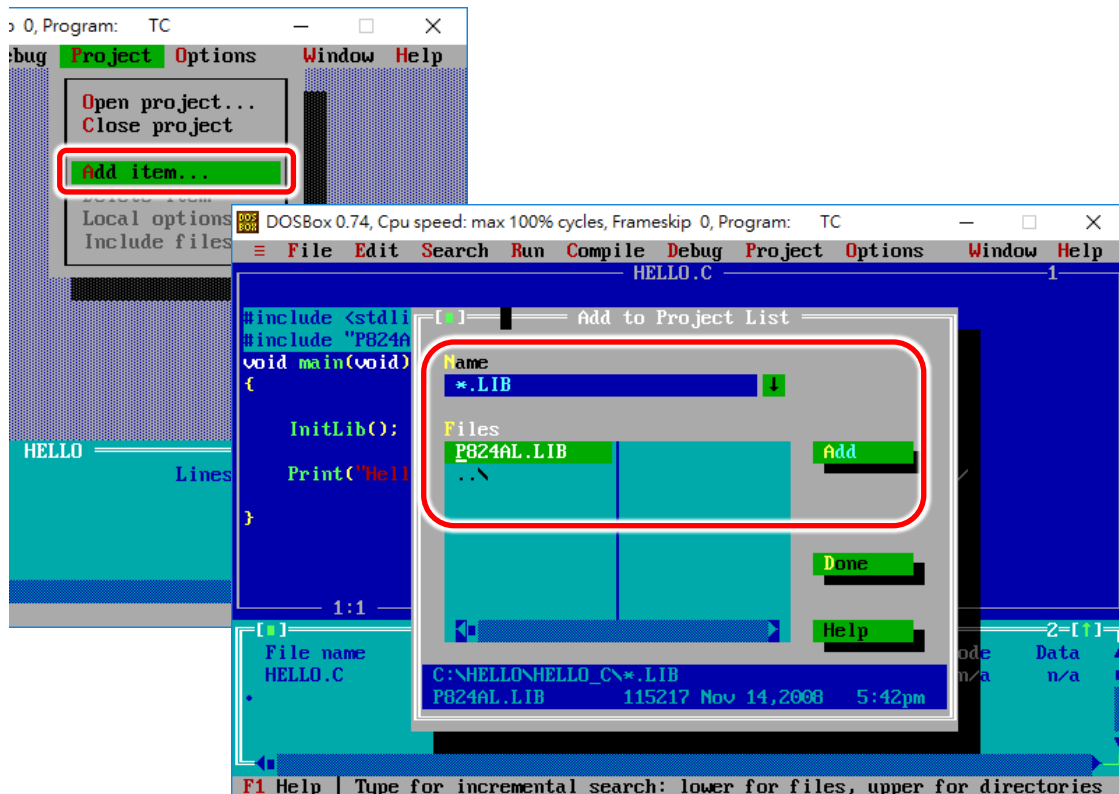 0, Program: TC
Project Options Window Help
Open project...
Close project
Add item...
Local options
Include files
HELLO
Lines
DOSBox 0.74, Cpu speed: max 100% cycles, Frameskip 0, Program: TC
≡ File Edit Search Run Compile Debug Project Options Window Help
HELLO.C 1
#include <stdli
#include "P824A
void main(void)
{
InitLib();
Print("Hell
}
1:1
[■] Add to Project List
Name
*.LIB
↓
Files
P824AL.LIB
..\
Add
Done
Help
C:\HELLO\HELLO_C\*.LIB
P824AL.LIB 115217 Nov 14,2008 5:42pm
[■] 2=[↑]
File name ode Data
HELLO.C n/a n/a
F1 Help | Type for incremental search: lower for files, upper for directories